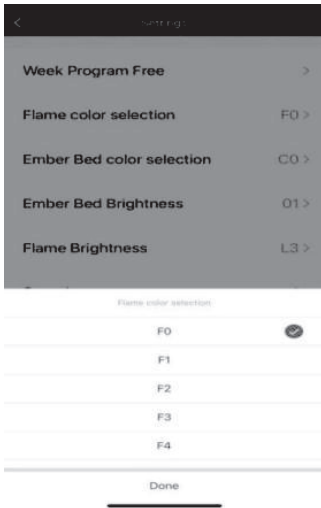 Settings
Week Program Free
Flame color selection F0
Ember Bed color selection C0
Ember Bed Brightness 01
Flame Brightness L3
Flame color selection
F0
F1
F2
F3
F4
Done